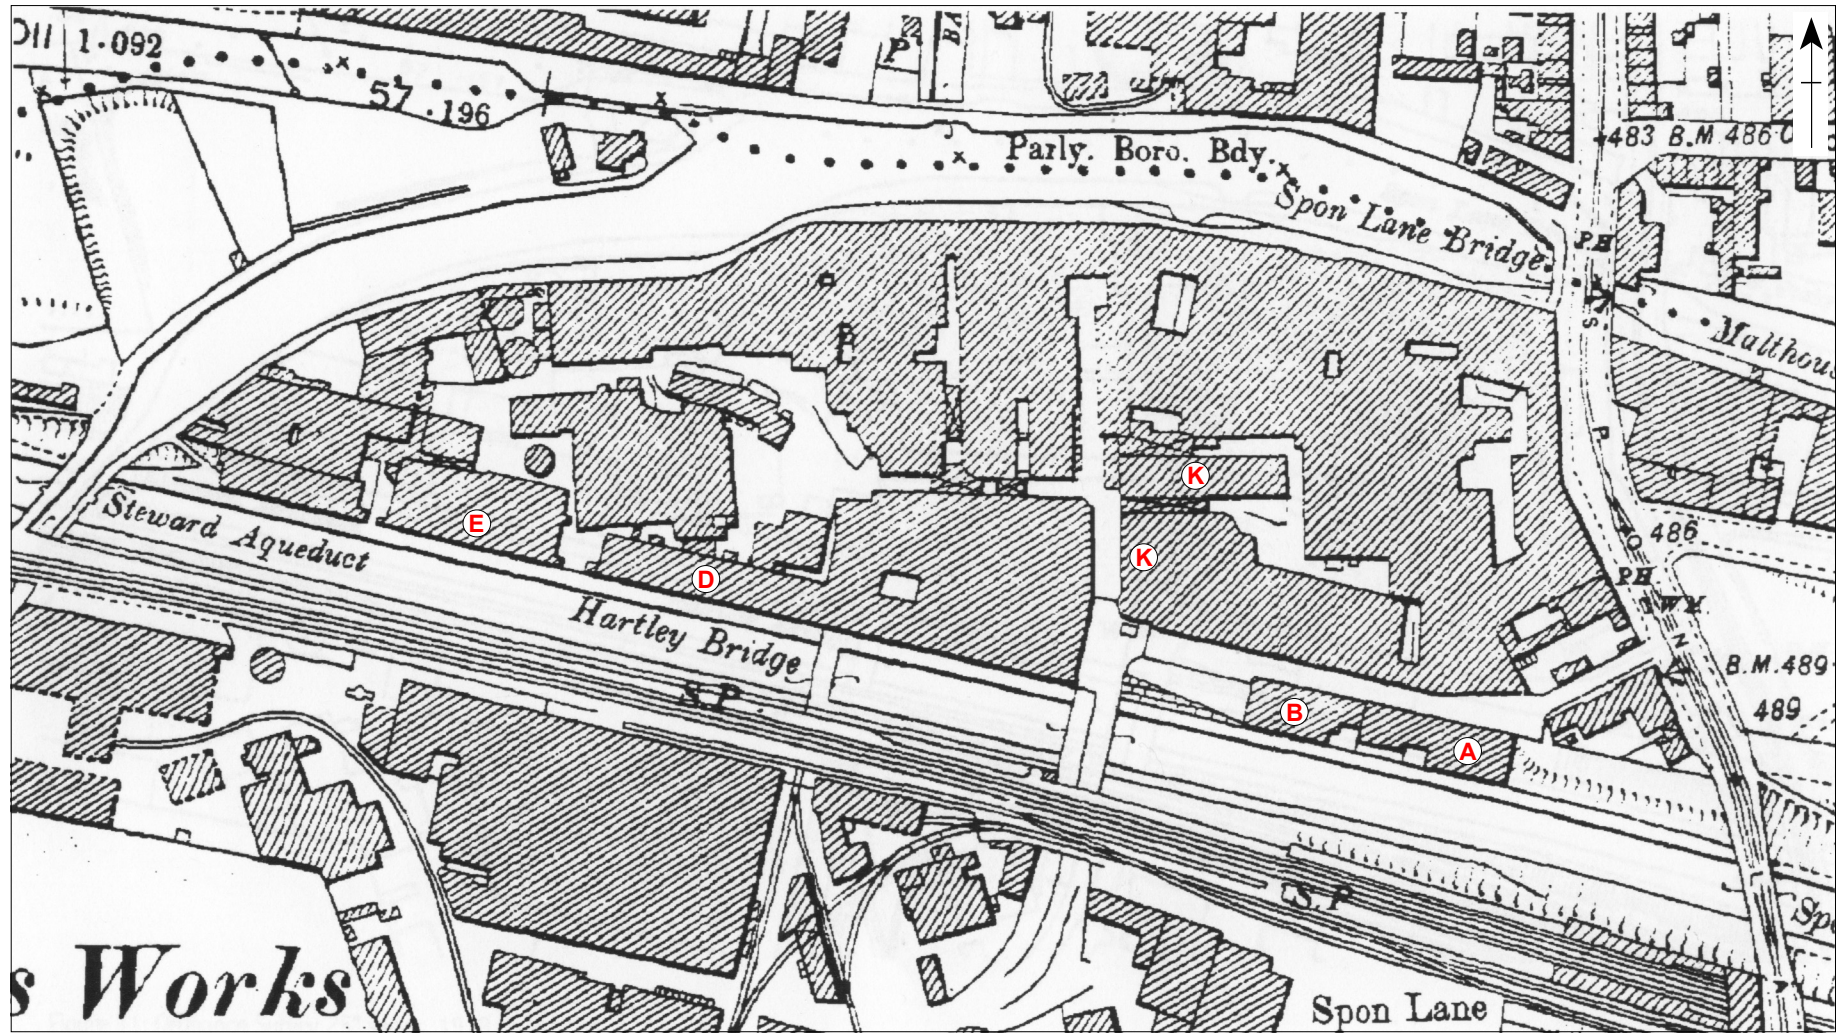 1·092
57
·196
P
Parly. Boro. Bdy.
483
B.M. 486·
Spon Lane Bridge
P.H
S
K
486
K
Steward Aqueduct
E
D
P.H
W.M.
Hartley Bridge
B.M. 489·
489
S.P
B
A
S.P
s Works
Spon Lane